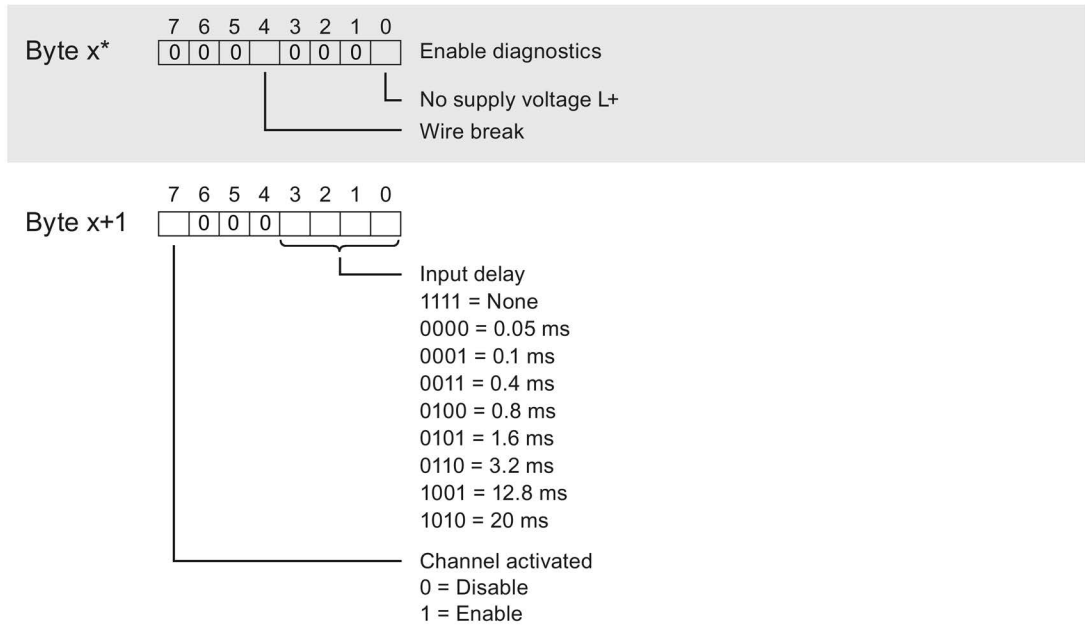 7 6 5 4 3 2 1 0
Byte x* 0 0 0 0 0 0 Enable diagnostics
No supply voltage L+
Wire break
7 6 5 4 3 2 1 0
Byte x+1 0 0 0
Input delay
1111 = None
0000 = 0.05 ms
0001 = 0.1 ms
0011 = 0.4 ms
0100 = 0.8 ms
0101 = 1.6 ms
0110 = 3.2 ms
1001 = 12.8 ms
1010 = 20 ms
Channel activated
0 = Disable
1 = Enable